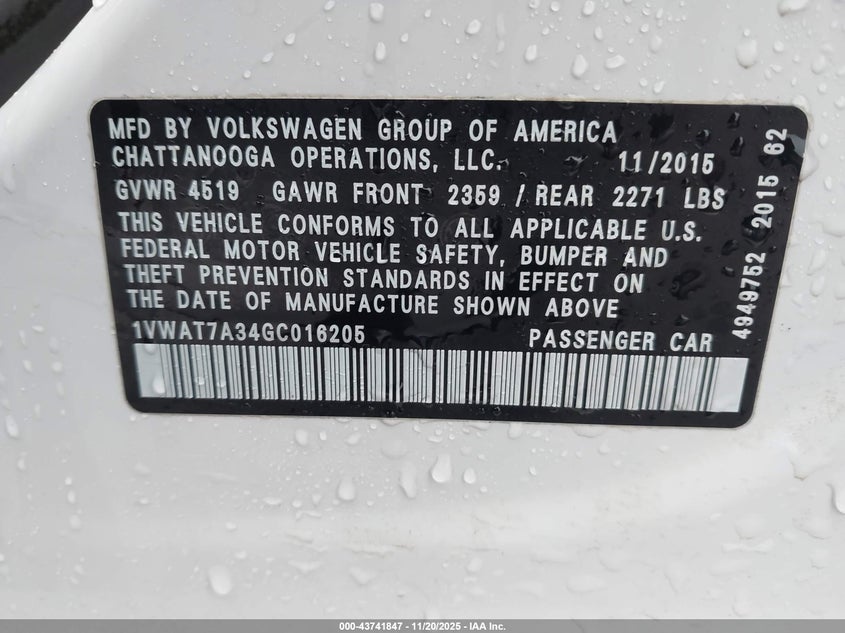 MFD BY VOLKSWAGEN GROUP OF AMERICA
CHATTANOOGA OPERATIONS, LLC. 11/2015
GVWR 4519 GAWR FRONT 2359 / REAR 2271 LBS
THIS VEHICLE CONFORMS TO ALL APPLICABLE U.S.
FEDERAL MOTOR VEHICLE SAFETY, BUMPER AND
THEFT PREVENTION STANDARDS IN EFFECT ON
THE DATE OF MANUFACTURE SHOWN ABOVE
1VWAT7A34GC016205 PASSENGER CAR
4949752 2015 62
000-43741847 - 11/20/2025 - IAA Inc.